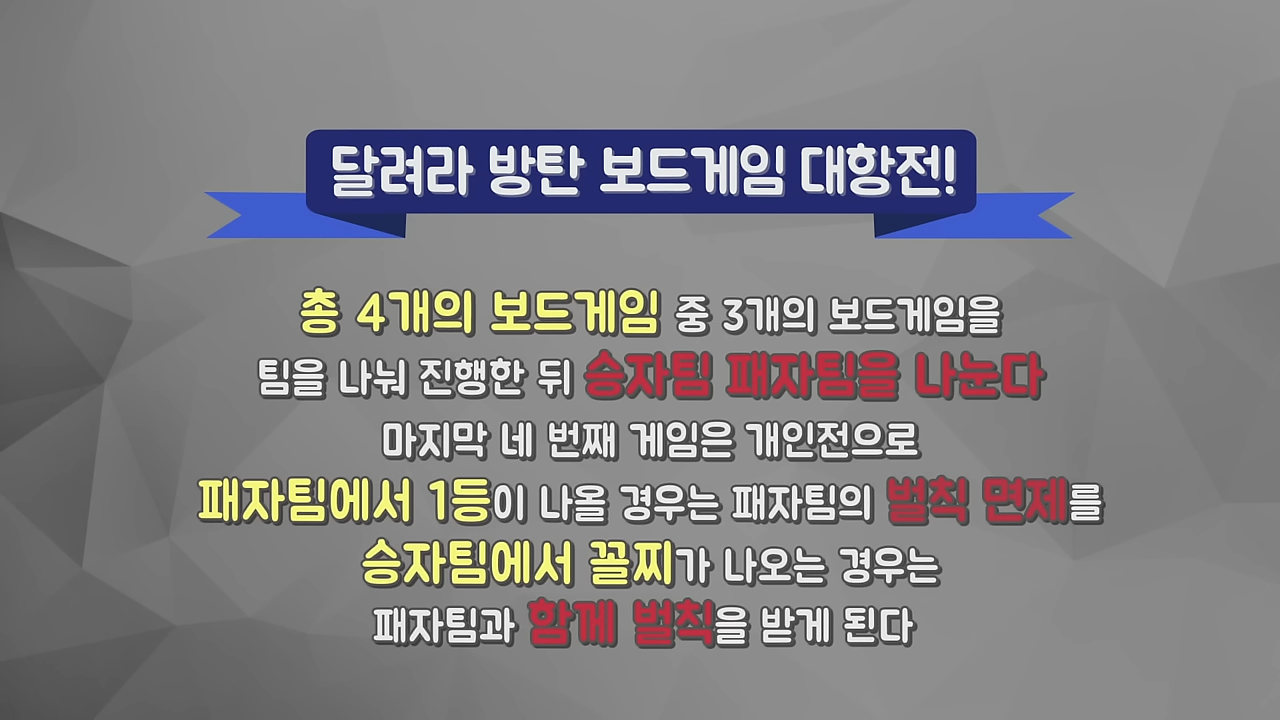 달려라 방탄 보드게임 대항전!
총 4개의 보드게임 중 3개의 보드게임을
팀을 나눠 진행한 뒤 승자팀 패자팀을 나눈다
마지막 네 번째 게임은 개인전으로
패자팀에서 1등이 나올 경우는 패자팀의 벌칙 면제를
승자팀에서 꼴찌가 나오는 경우는
패자팀과 함께 벌칙을 받게 된다